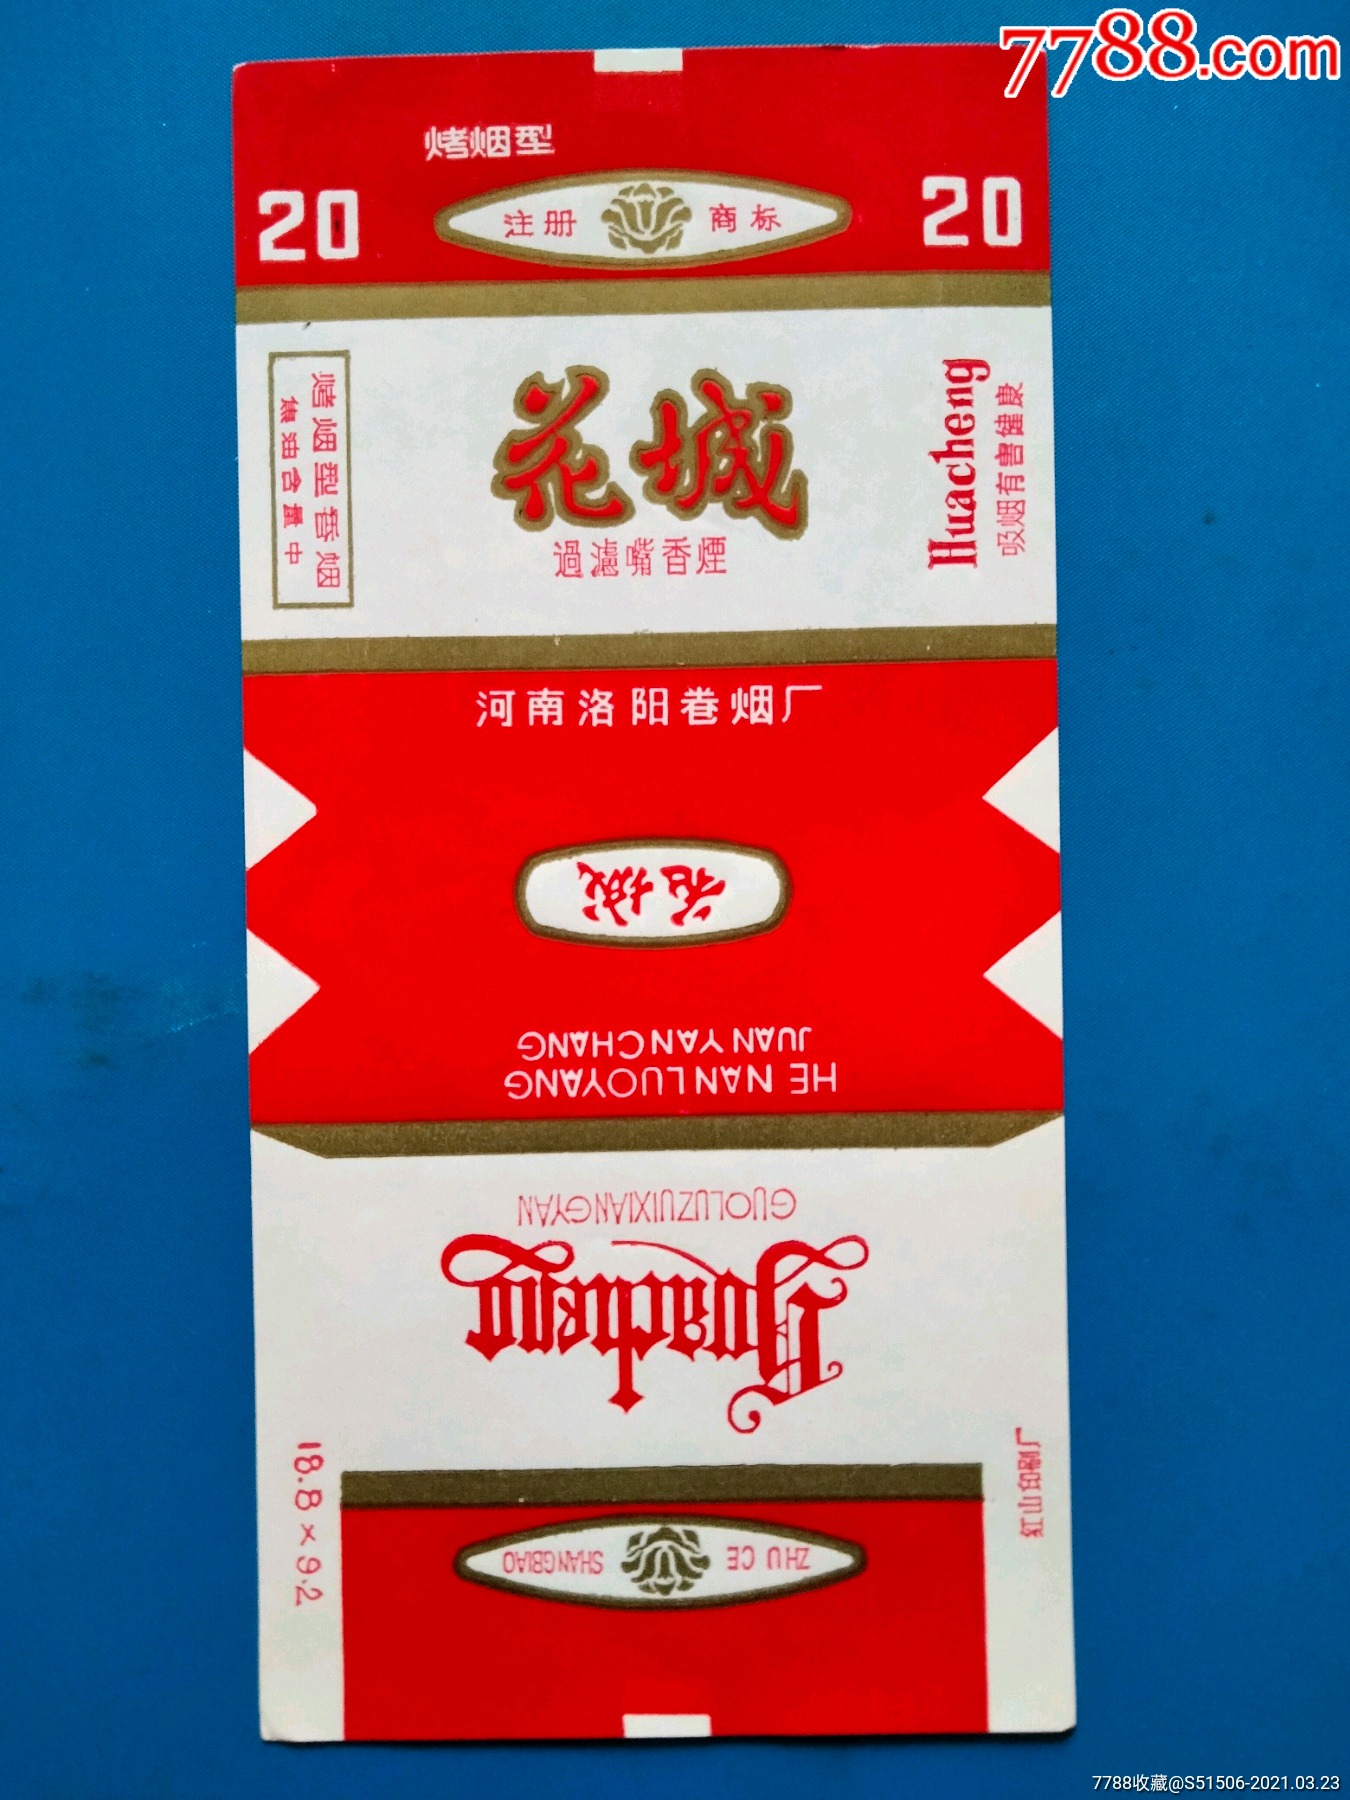 7788.com
烤烟型
20
注册 商标
20
烤烟型香烟
焦油含量中
花城
過濾嘴香煙
Huacheng
吸烟有害健康
河南洛阳卷烟厂
花城
HE NAN LUOYANG
JUAN YAN CHANG
GUOLUZUIXIANGYAN
Huacheng
18.8×9.2
红山印刷厂
ZHU CE SHANGBIAO
7788收藏@S51506-2021.03.23